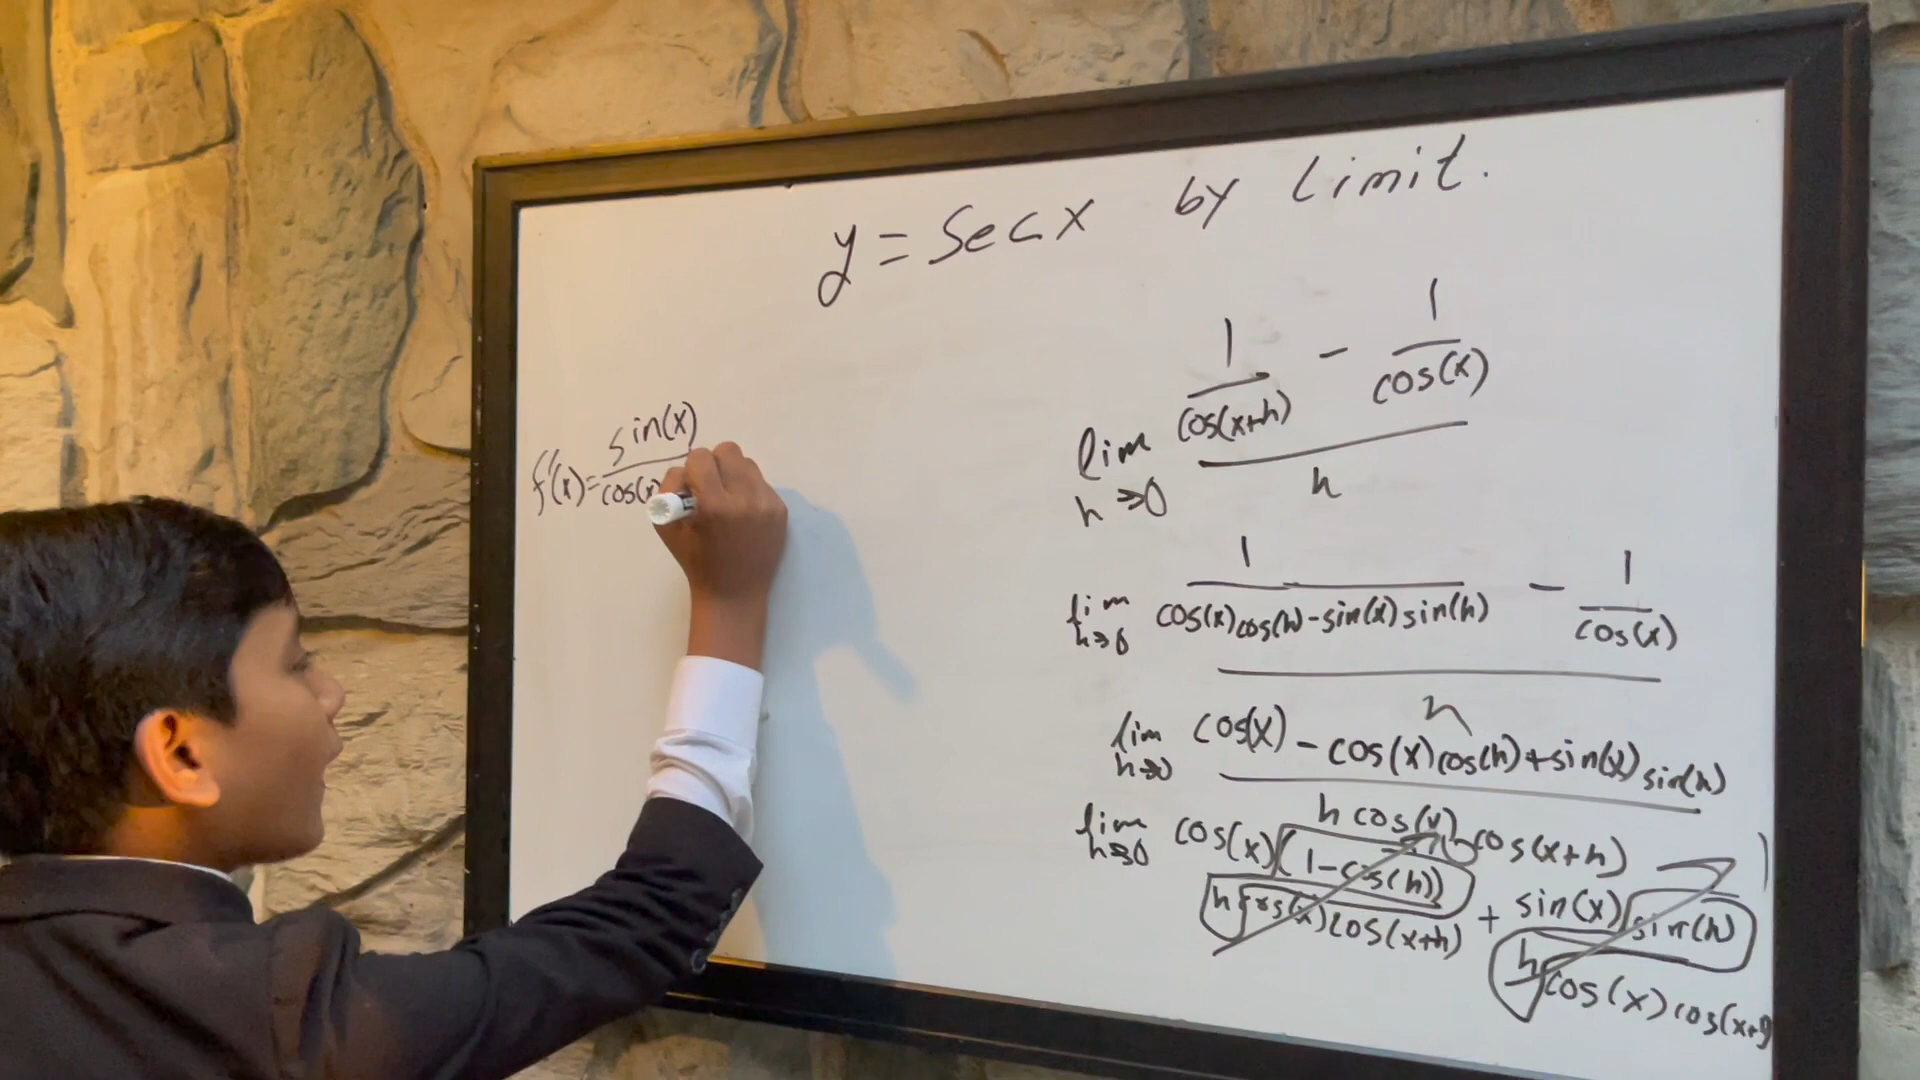 y = Sec x by Limit.
1 - 1
cos(x+h) cos(x)
lim
h→0 h
1 - 1
lim cos(x)cos(h)-sin(x)sin(h) cos(x)
h→0
h
lim cos(x) - cos(x)cos(h)+sin(x)sin(h)
h→0
h cos(x) cos(x+h)
lim cos(x)(1-cos(h)) + sin(x)sin(h)
h→0 h cos(x)cos(x+h) h cos(x)cos(x+
f'(x)= sin(x)
cos(x)